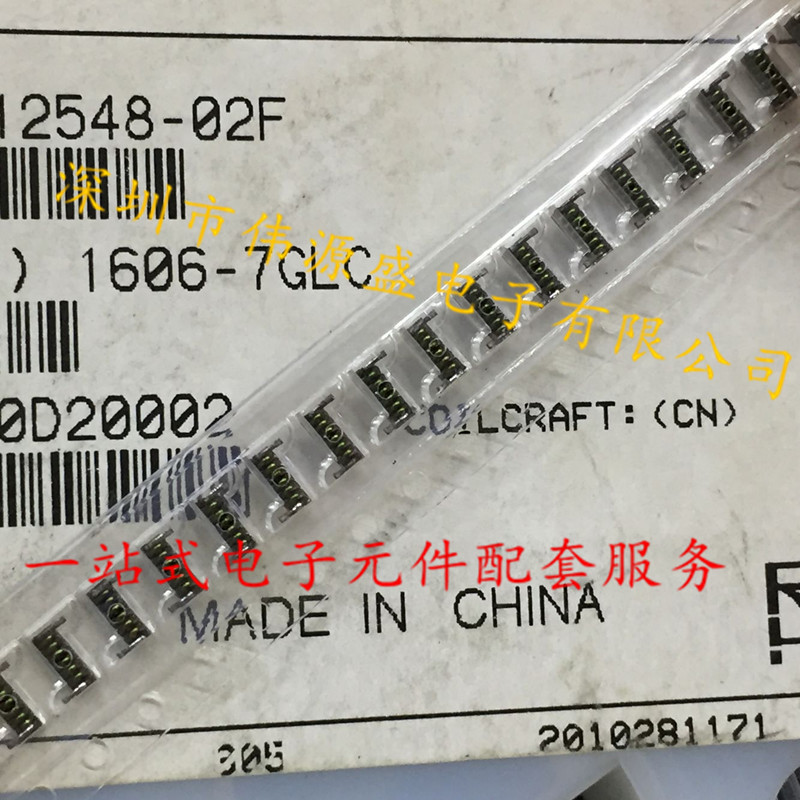 12548-02F
深圳市伟源盛电子有限公司
) 1606-7GLC
0D20002
COILCRAFT:(CN)
一站式电子元件配套服务
MADE IN CHINA
305
2010281171